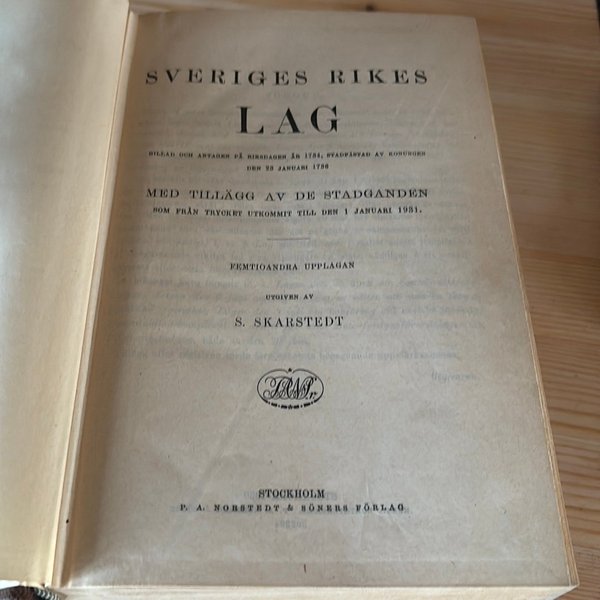 SVERIGES RIKES
LAG
GILLAD OCH ANTAGEN PÅ RIKSDAGEN ÅR 1734, STADFÄSTAD AV KONUNGEN
DEN 23 JANUARI 1736
MED TILLÄGG AV DE STADGANDEN
SOM FRÅN TRYCKET UTKOMMIT TILL DEN 1 JANUARI 1931.
FEMTIOANDRA UPPLAGAN
UTGIVEN AV
S. SKARSTEDT
STOCKHOLM
P. A. NORSTEDT & SÖNERS FÖRLAG